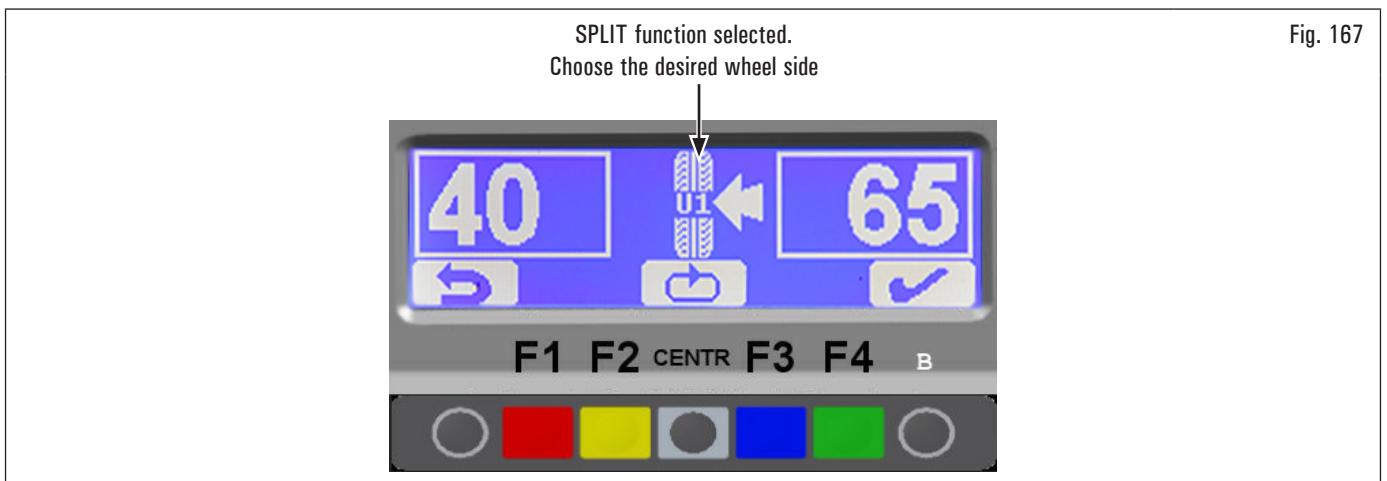 SPLIT function selected.
Choose the desired wheel side
Fig. 167
40 U1 65
F1 F2 CENTR F3 F4 B